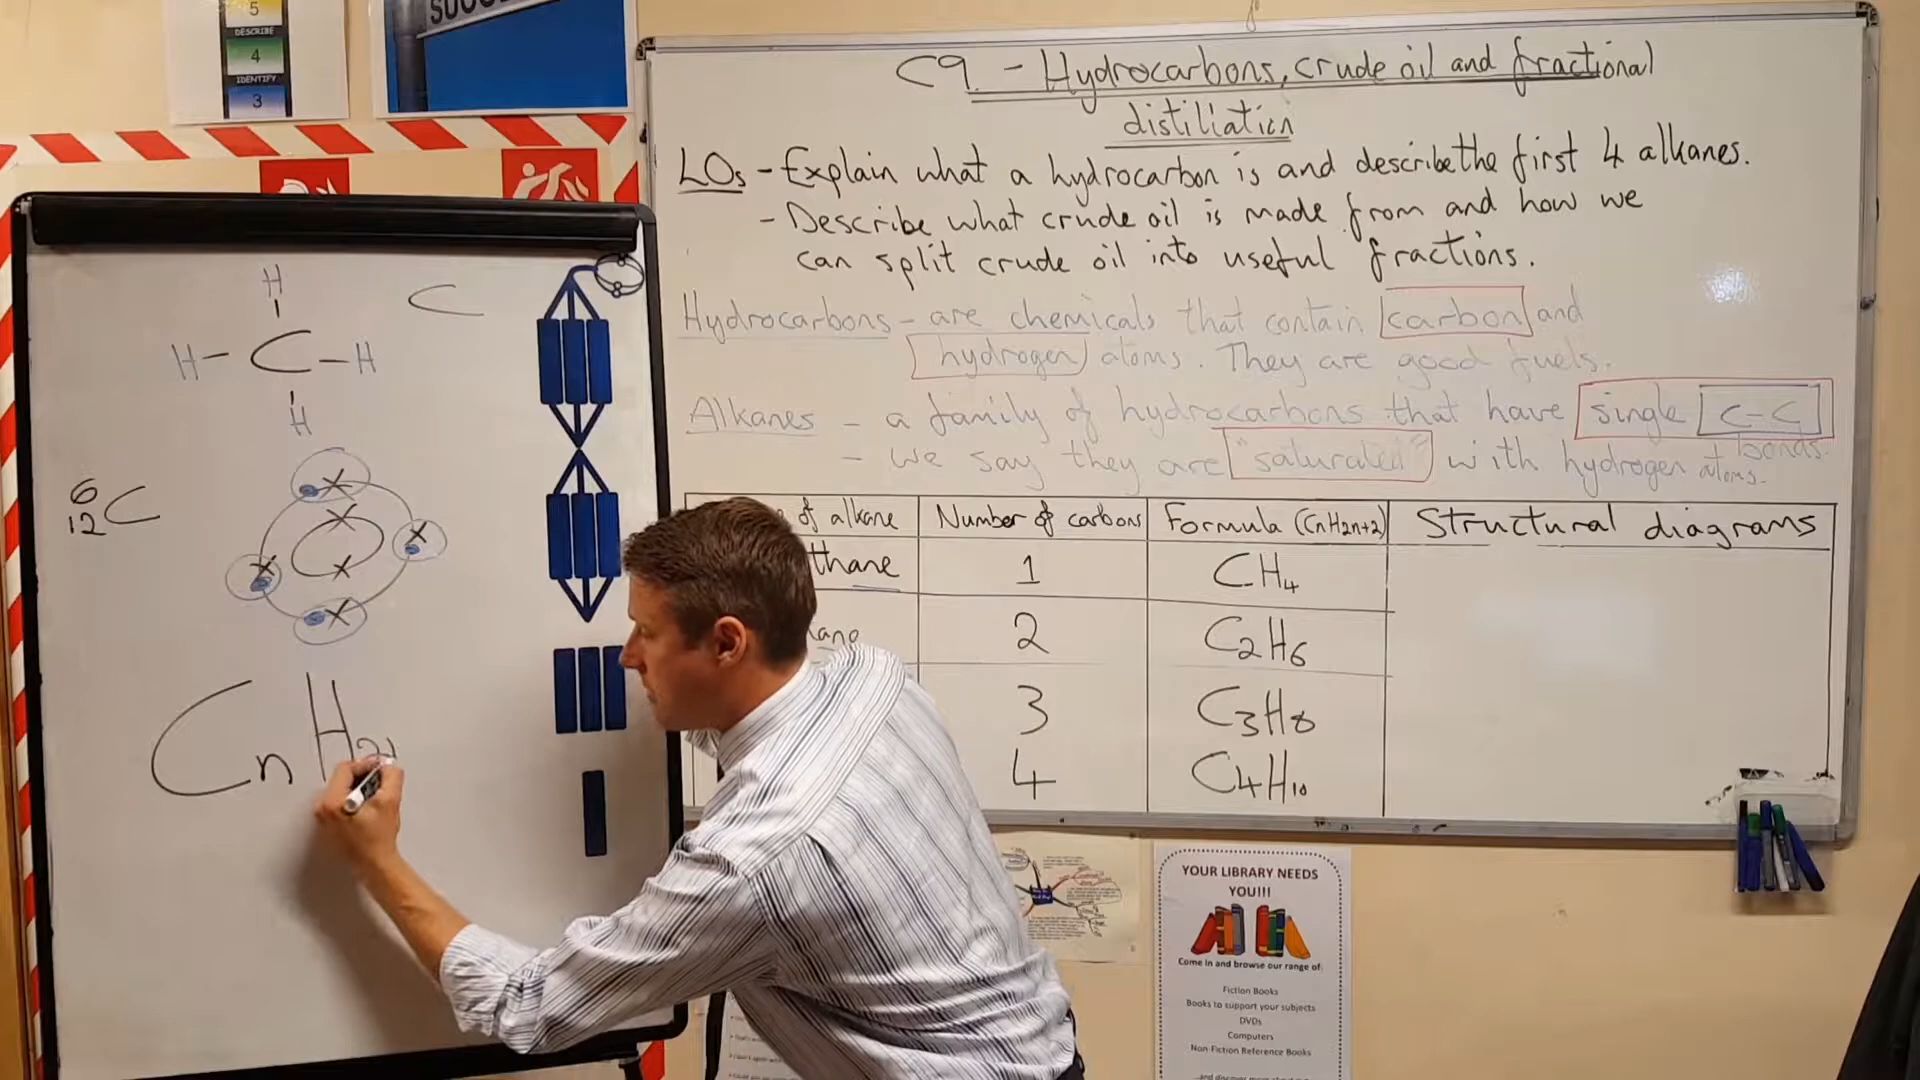 5
DESCRIBE
4
IDENTIFY
3
C9 - Hydrocarbons, crude oil and fractional
distiliation
LOs - Explain what a hydrocarbon is and describe the first 4 alkanes.
- Describe what crude oil is made from and how we
can split crude oil into useful fractions.
Hydrocarbons - are chemicals that contain carbon and
hydrogen atoms. They are good fuels.
Alkanes - a family of hydrocarbons that have single C-C
bonds.
- we say they are "saturated" with hydrogen atoms.
of alkane Number of carbons Formula (CnH2n+2) Structural diagrams
thane 1 CH4
2 C2H6
3 C3H8
4 C4H10
H
C
H - C - H
H
6
12 C
Cn H2
YOUR LIBRARY NEEDS
YOU!!!
Come in and browse our range of:
Fiction Books
Books to support your subjects
DVDs
Computers
Non-Fiction Reference Books